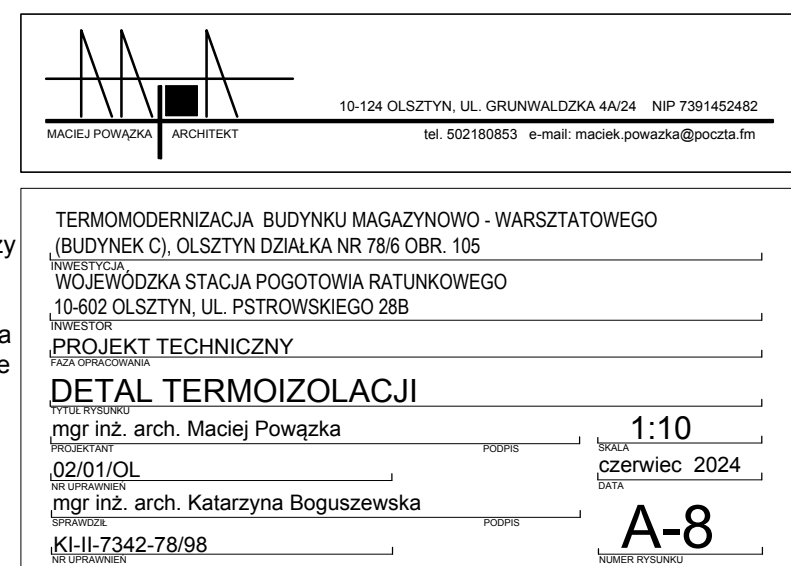 10-124 OLSZTYN, UL. GRUNWALDZKA 4A/24 NIP 7391452482
MACIEJ POWĄZKA ARCHITEKT
tel. 502180853 e-mail: maciek.powazka@poczta.fm
TERMOMODERNIZACJA BUDYNKU MAGAZYNOWO - WARSZTATOWEGO
(BUDYNEK C), OLSZTYN DZIAŁKA NR 78/6 OBR. 105
INWESTYCJA
WOJEWÓDZKA STACJA POGOTOWIA RATUNKOWEGO
10-602 OLSZTYN, UL. PSTROWSKIEGO 28B
INWESTOR
PROJEKT TECHNICZNY
FAZA OPRACOWANIA
DETAL TERMOIZOLACJI
TYTUŁ RYSUNKU
mgr inż. arch. Maciej Powązka
PROJEKTANT PODPIS
1:10
SKALA
02/01/OL
NR UPRAWNIEŃ
czerwiec 2024
DATA
mgr inż. arch. Katarzyna Boguszewska
SPRAWDZIŁ PODPIS
KI-II-7342-78/98
NR UPRAWNIEŃ
A-8
NUMER RYSUNKU